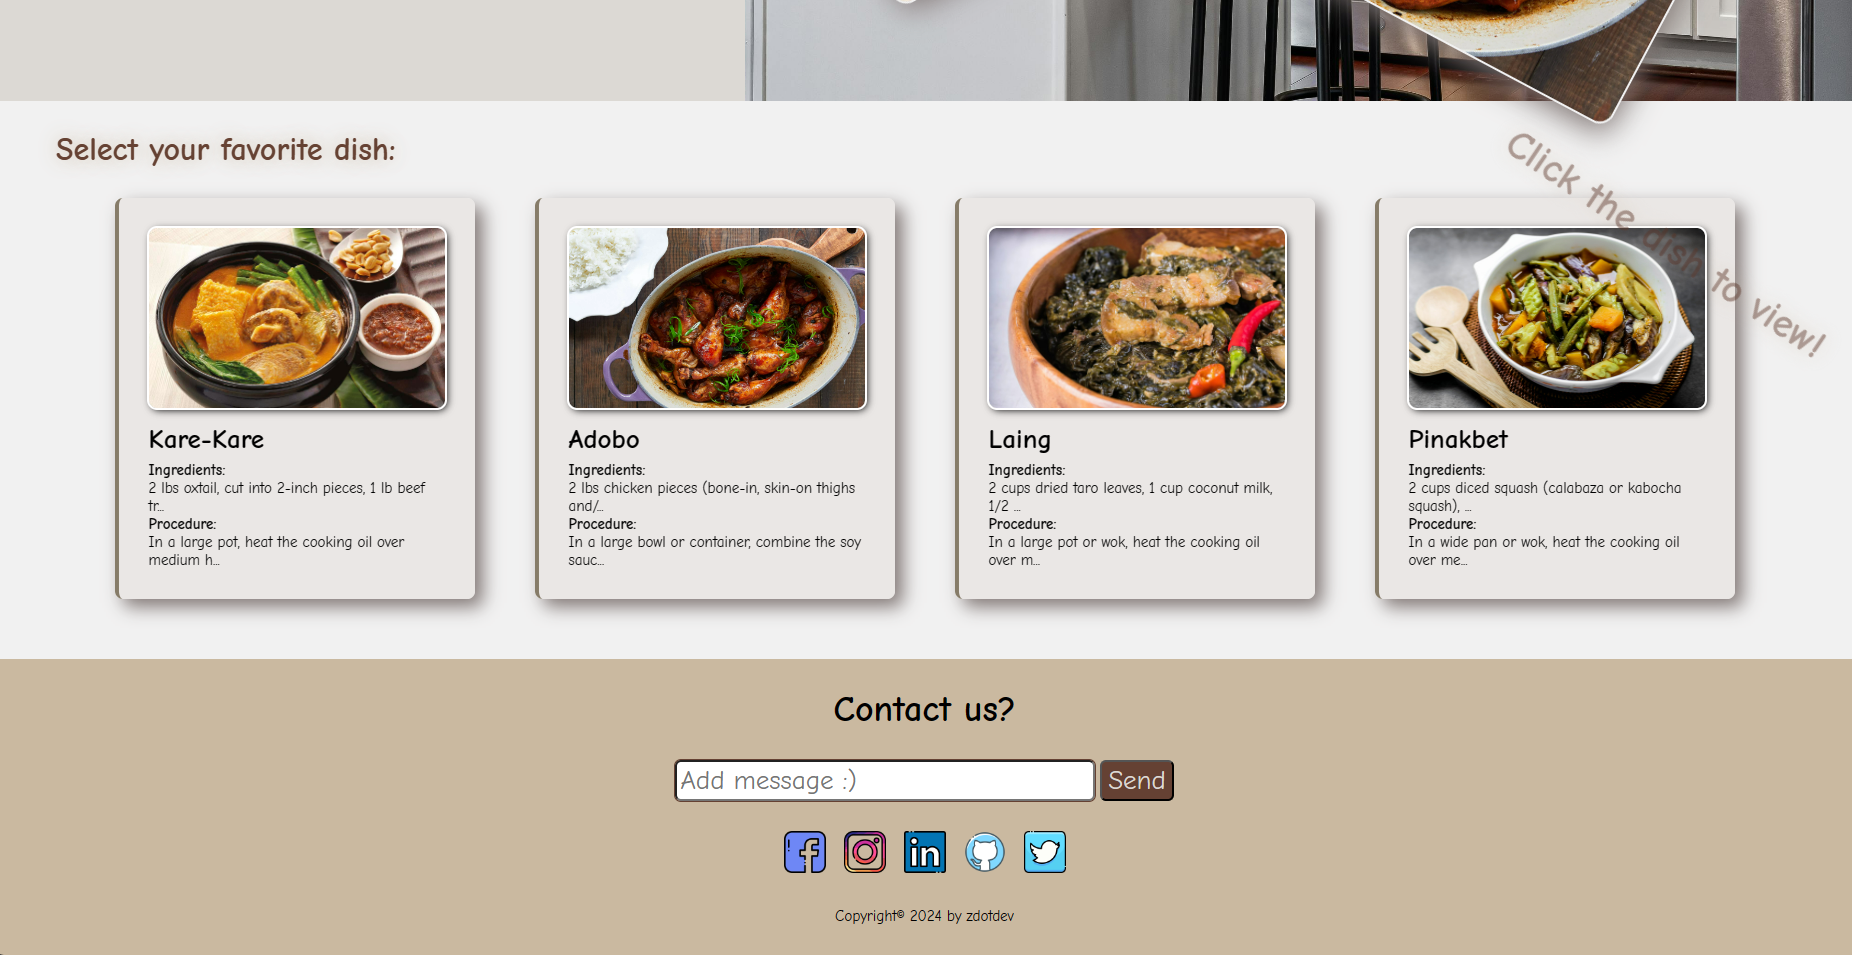 Select your favorite dish:
Click the dish to view!
Kare-Kare
Ingredients:
2 lbs oxtail, cut into 2-inch pieces, 1 lb beef
tr...
Procedure:
In a large pot, heat the cooking oil over
medium h...
Adobo
Ingredients:
2 lbs chicken pieces (bone-in, skin-on thighs
and/...
Procedure:
In a large bowl or container, combine the soy
sauc...
Laing
Ingredients:
2 cups dried taro leaves, 1 cup coconut milk,
1/2 ...
Procedure:
In a large pot or wok, heat the cooking oil
over m...
Pinakbet
Ingredients:
2 cups diced squash (calabaza or kabocha
squash), ...
Procedure:
In a wide pan or wok, heat the cooking oil
over me...
Contact us?
Add message :)
Send
in
Copyright© 2024 by zdotdev